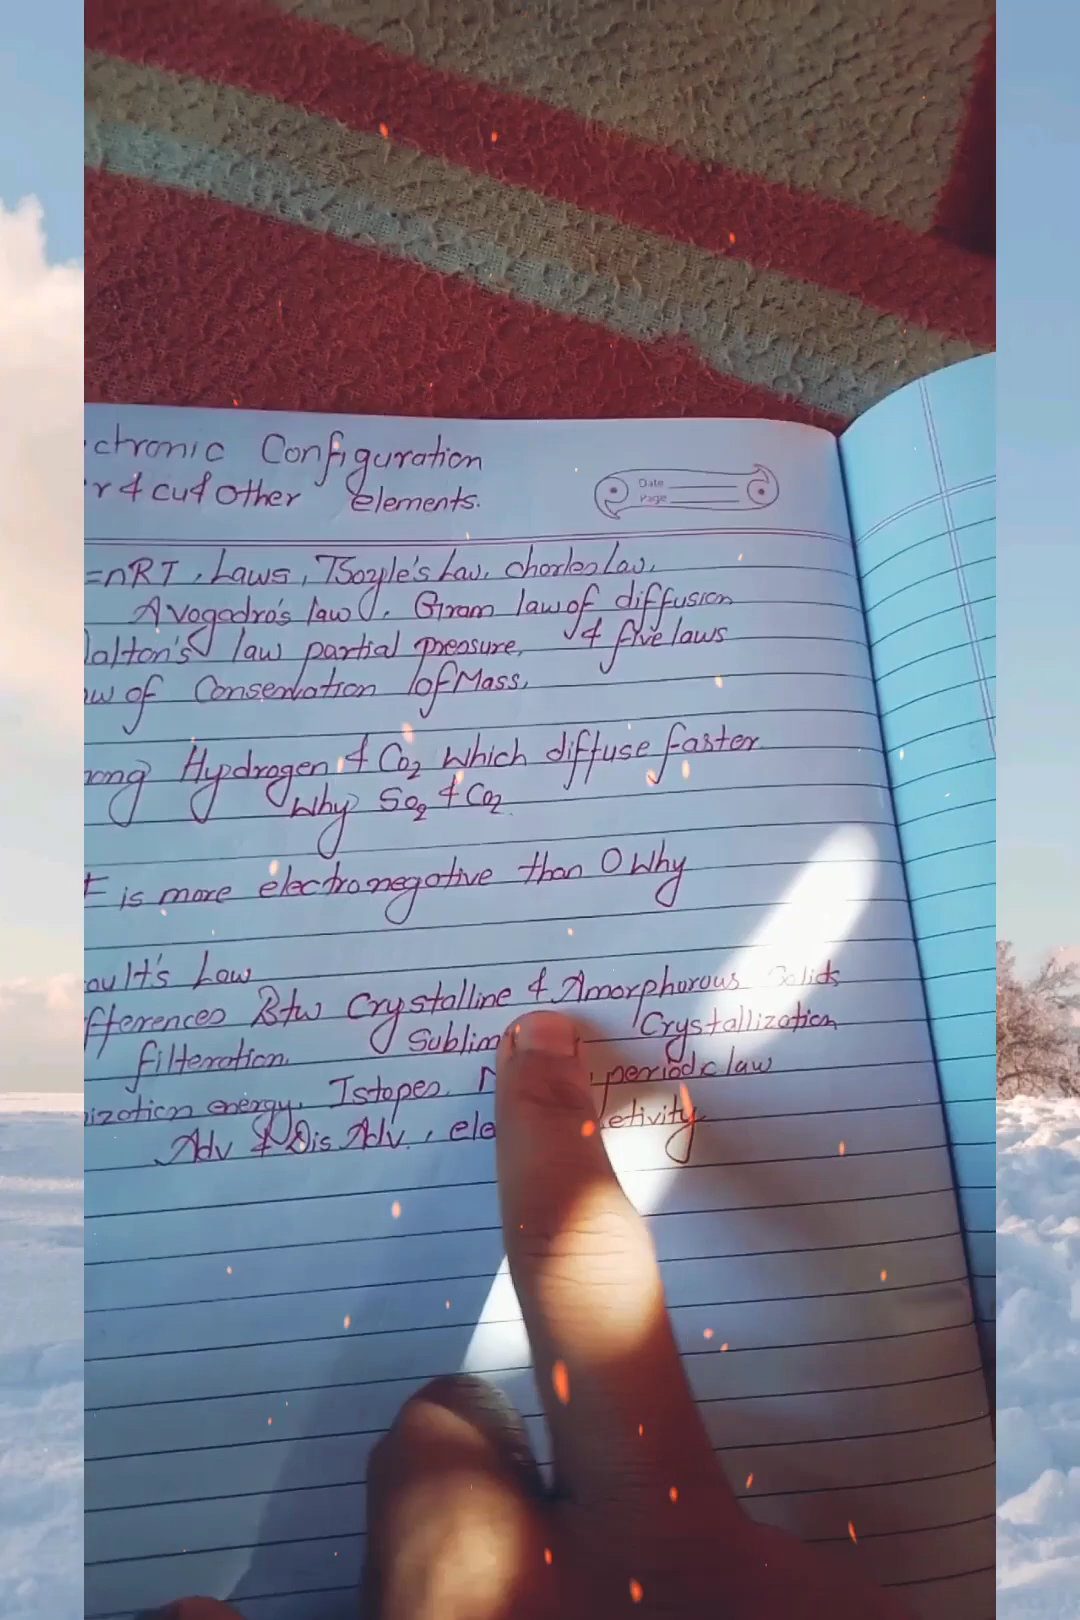 ctronic Configuration
r & cu & Other elements.
Date
Page
=nRT, Laws, Boyle's Law, charles law,
Avogadro's law, Gram law of diffusion
alton's law partial pressure, & five laws
w of Conservation of Mass,
ong Hydrogen & CO2 which diffuse faster
Why SO2 & CO2.
F is more electronegative than O Why
oult's Law
fferences Btw Crystalline & Amorphorous Solids
filteration. Sublim Crystallization
ization energy, Istopes, periodic law
Adv & Dis Adv, ele etivity